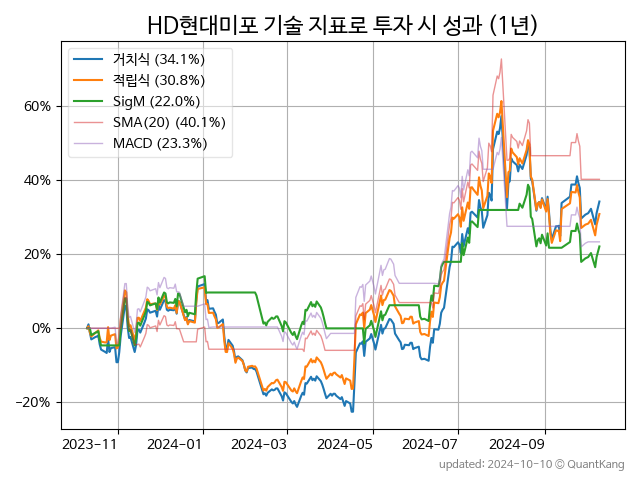 HD현대미포 기술 지표로 투자 시 성과 (1년)
거치식 (34.1%)
적립식 (30.8%)
SigM (22.0%)
SMA(20) (40.1%)
MACD (23.3%)
60%
40%
20%
0%
−20%
2023−11 2024−01 2024−03 2024−05 2024−07 2024−09
updated: 2024-10-10 © QuantKang